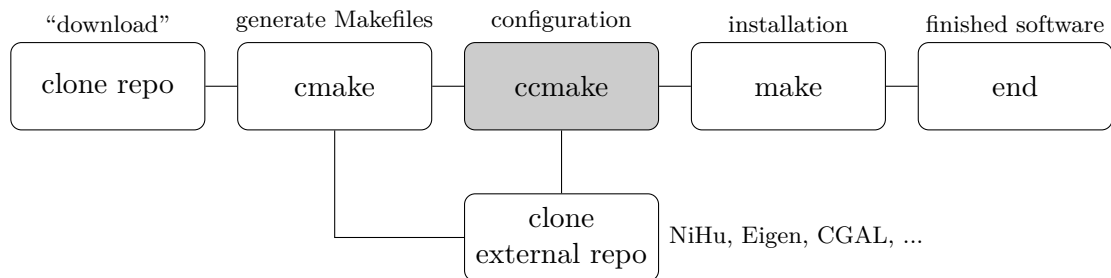 “download”
generate Makefiles
configuration
installation
finished software
clone repo
cmake
ccmake
make
end
clone
external repo
NiHu, Eigen, CGAL, ...